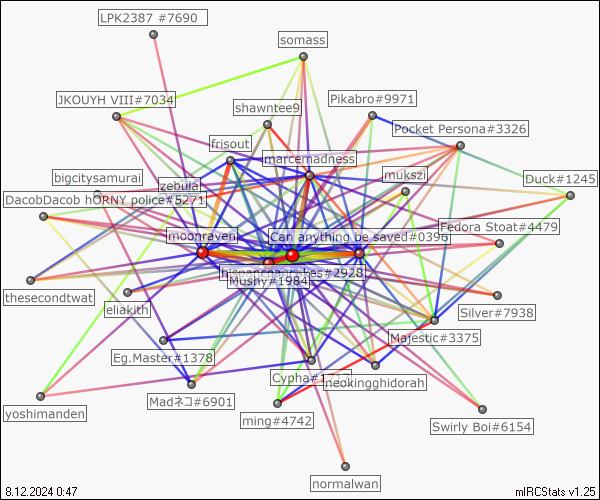 LPK2387 #7690
somass
JKOUYH VIII#7034
Pikabro#9971
shawntee9
Pocket Persona#3326
frisout
marcemadness
bigcitysamurai
mukszi
Duck#1245
zebula
DacobDacob hORNY police#5271
Fedora Stoat#4479
moonraven
Can anything be saved#0396
#2928
Mushy#1984
thesecondtwat
eliakith
Silver#7938
Majestic#3375
Eg.Master#1378
Cypha
neokingghidorah
Madネコ#6901
yoshimanden
ming#4742
Swirly Boi#6154
normalwan
8.12.2024 0:47
mIRCStats v1.25